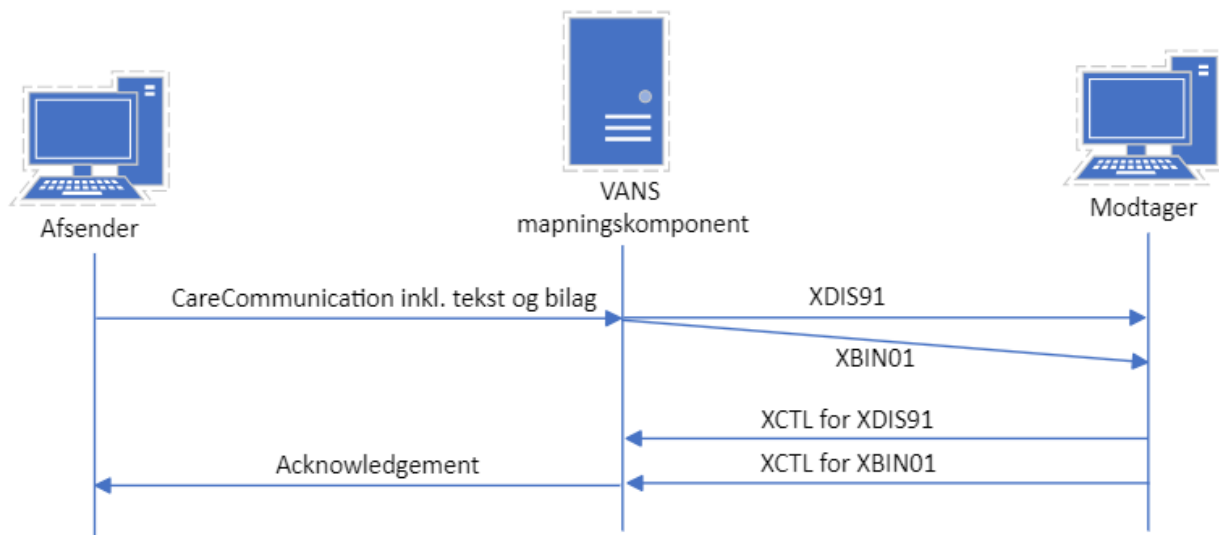 VANS
mapningskomponent
Afsender
Modtager
CareCommunication inkl. tekst og bilag
XDIS91
XBIN01
XCTL for XDIS91
Acknowledgement
XCTL for XBIN01